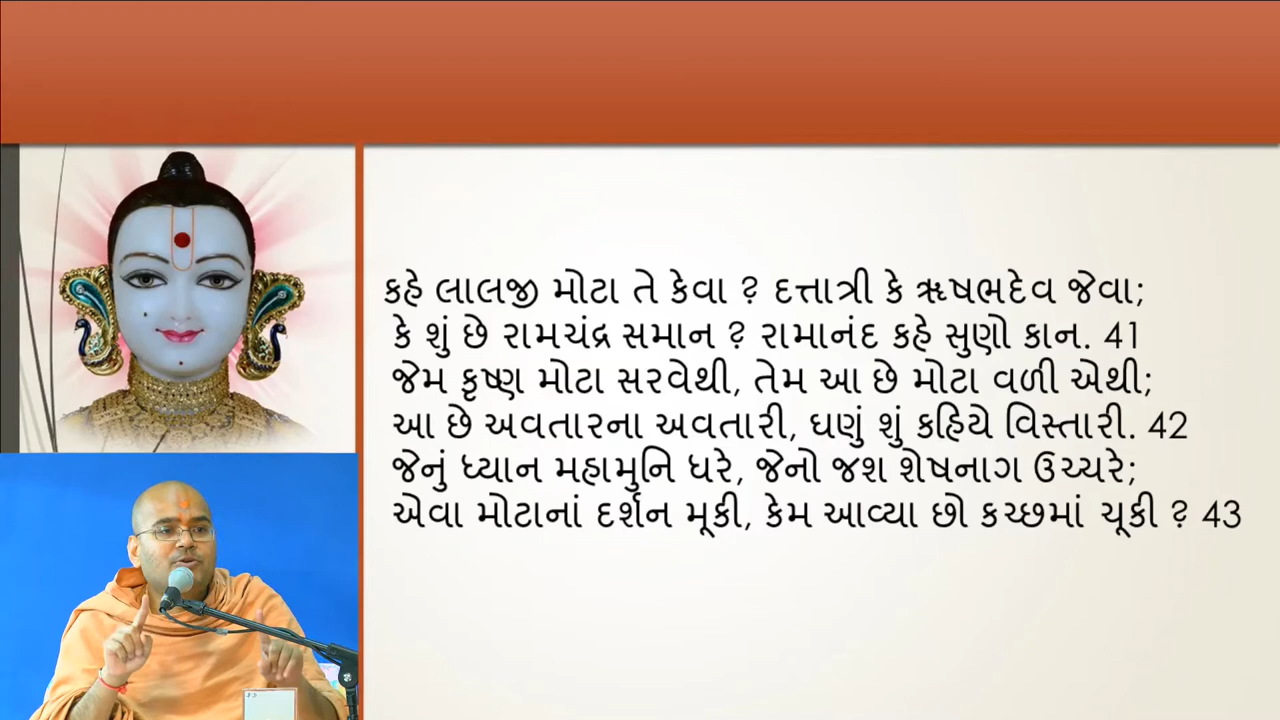 કહે લાલજી મોટા તે કેવા ? દત્તાત્રી કે ઋષભદેવ જેવા;
કે શું છે રામચંદ્ર સમાન ? રામાનંદ કહે સુણો કાન. 41
જેમ કૃષ્ણ મોટા સરવેથી, તેમ આ છે મોટા વળી એથી;
આ છે અવતારના અવતારી, ઘણું શું કહિયે વિસ્તારી. 42
જેનું ધ્યાન મહામુનિ ધરે, જેનો જશ શેષનાગ ઉચ્ચરે;
એવા મોટાનાં દર્શન મૂકી, કેમ આવ્યા છો કચ્છમાં ચૂકી ? 43